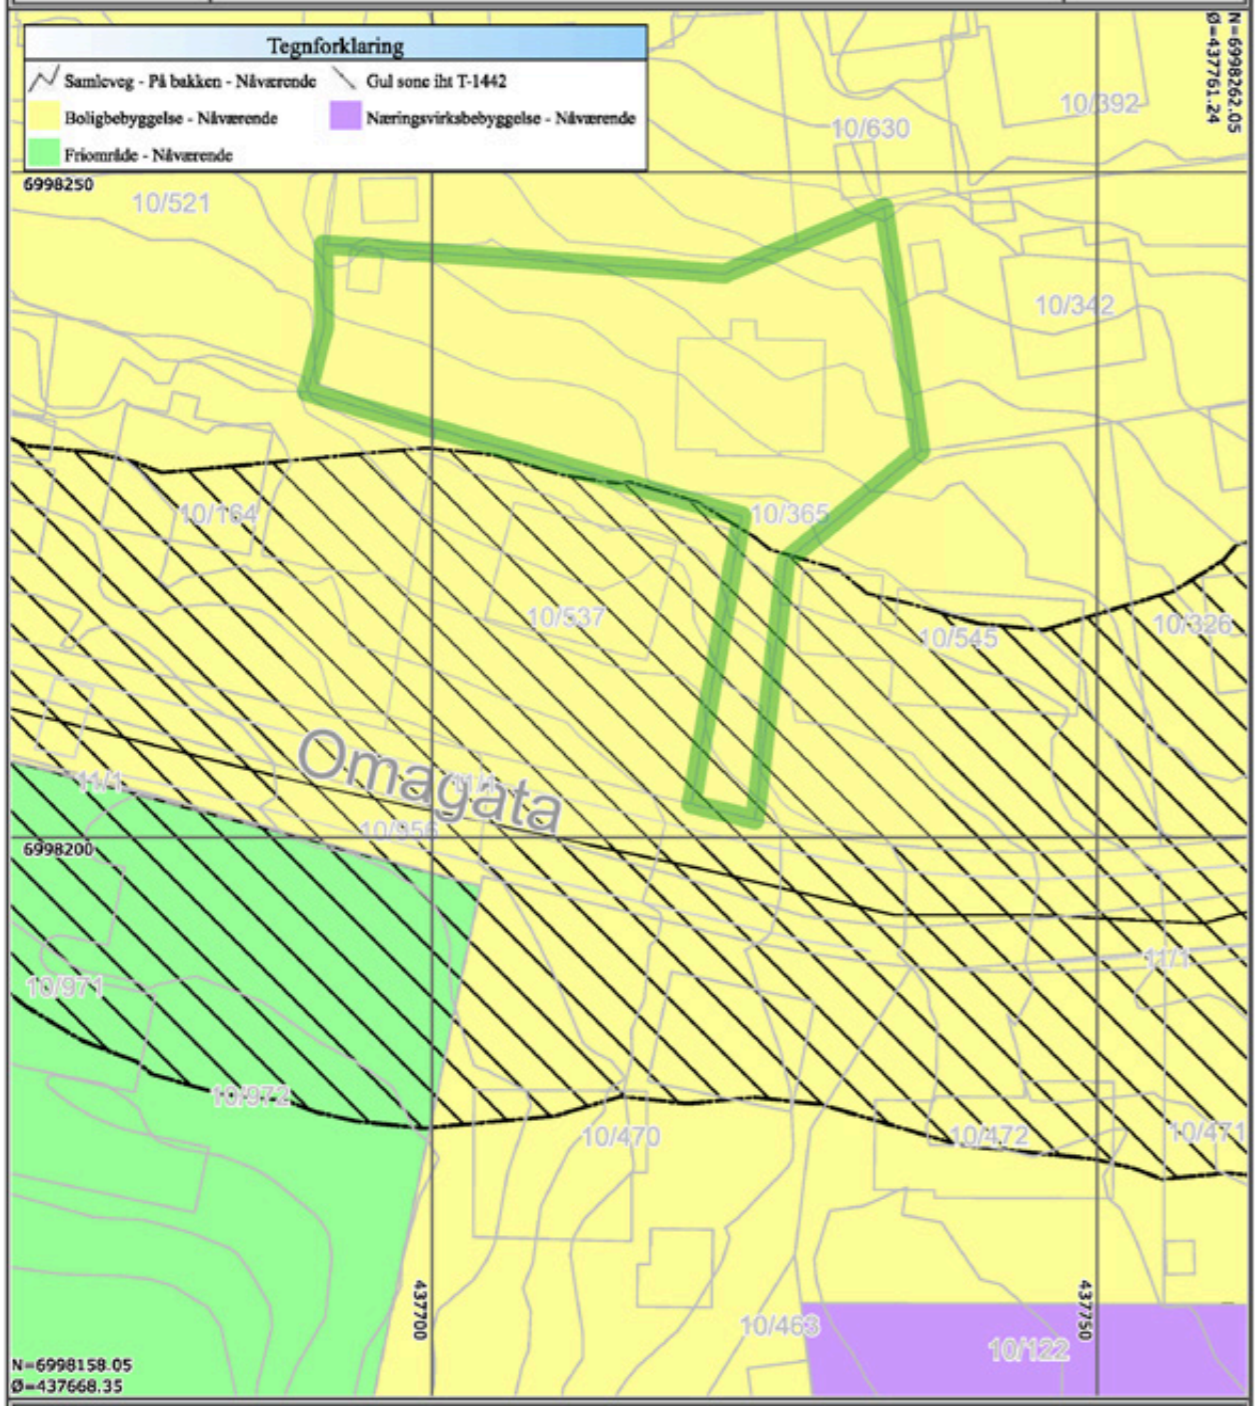 Tegnforklaring
Samleveg - På bakken - Nåværende
Gul sone iht T-1442
Boligbebyggelse - Nåværende
Næringsvirksbebyggelse - Nåværende
Friområde - Nåværende
N=6998262.05
Ø=437761.24
10/392
10/630
6998250
10/521
10/342
10/164
10/365
10/537
10/545
10/326
Omagata
11/1
11/1
10/956
6998200
11/1
10/971
10/972
10/470
10/472
10/471
437700
437750
10/463
10/122
N=6998158.05
Ø=437668.35